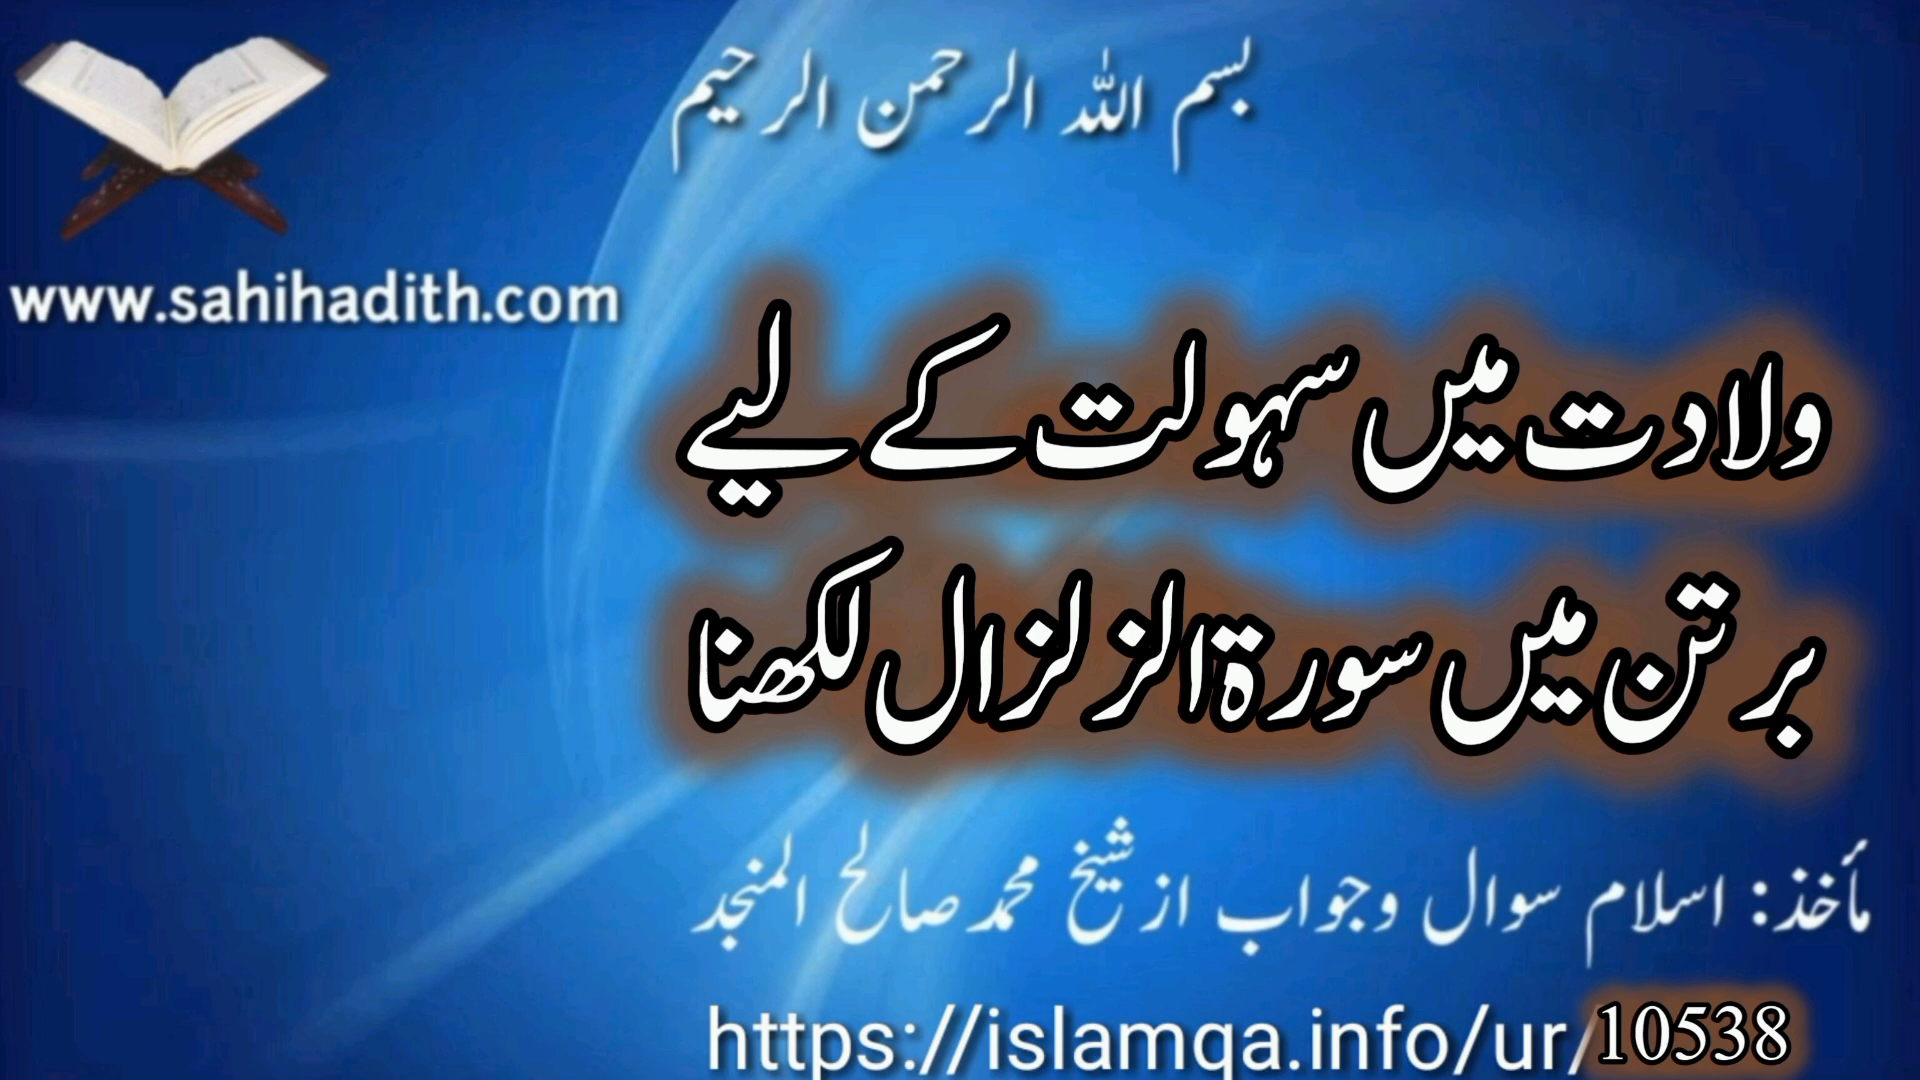 بسم اللہ الرحمن الرحیم
www.sahihadith.com
ولادت میں سہولت کے لیے
برتن میں سورۃ الزلزال لکھنا
مأخذ: اسلام سوال وجواب از شیخ محمد صالح المنجد
https://islamqa.info/ur/10538